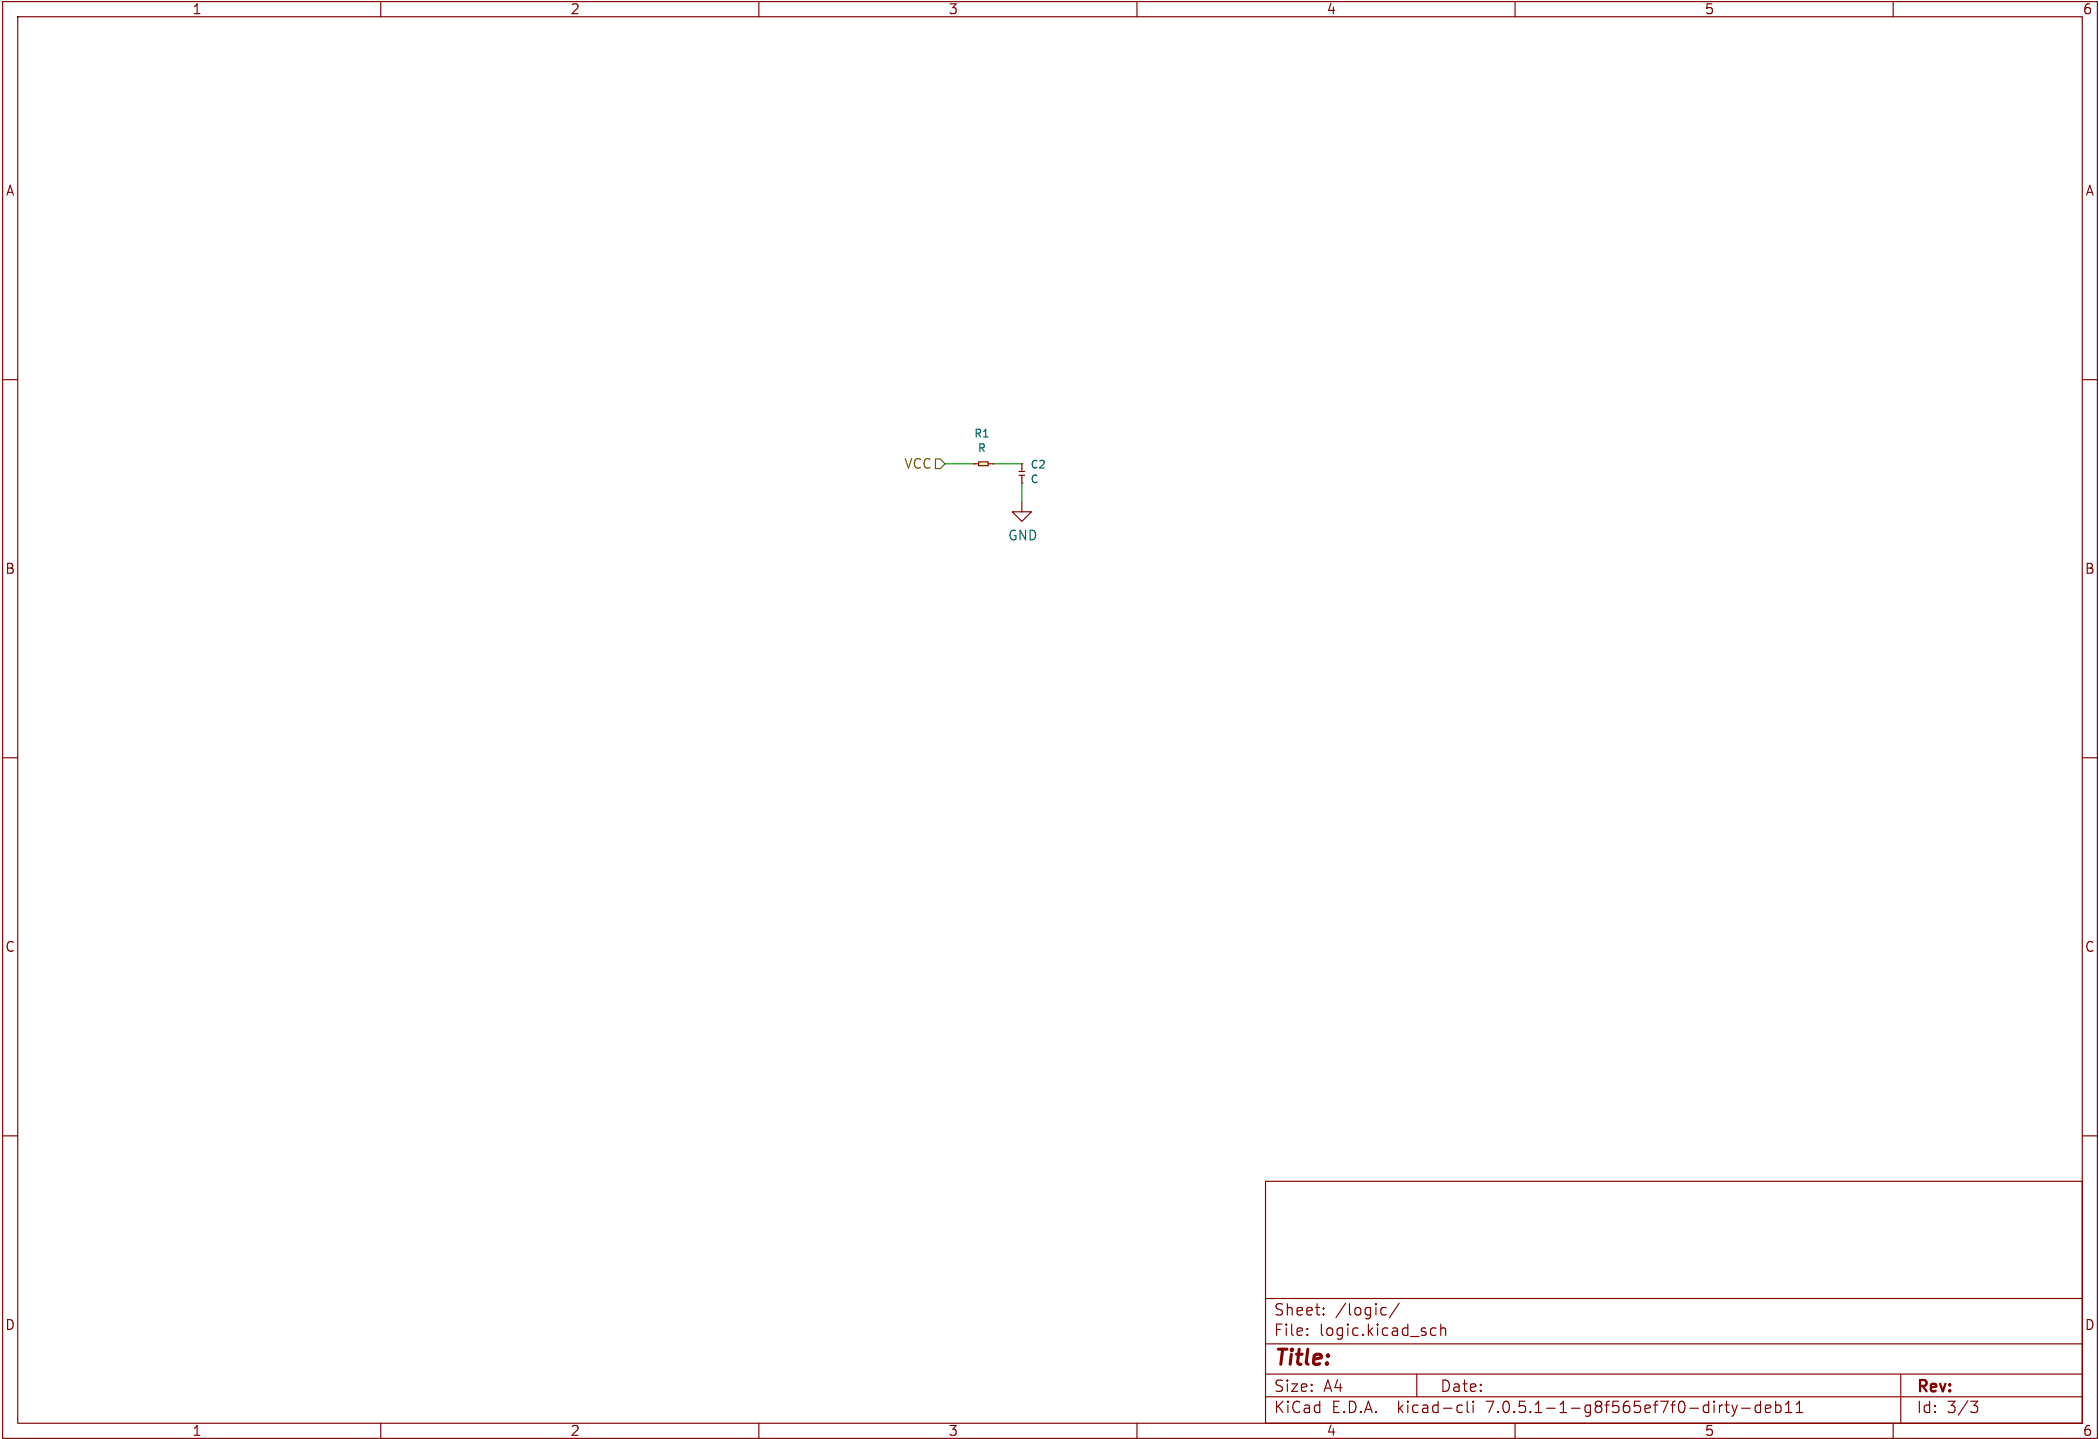 1 2 3 4 5 6
A A
R1
R
VCC
C2
C
GND
B B
C C
Sheet: /logic/
File: logic.kicad_sch
D D
Title:
Size: A4 Date: Rev:
KiCad E.D.A. kicad-cli 7.0.5.1-1-g8f565ef7f0-dirty-deb11 Id: 3/3
1 2 3 4 5 6